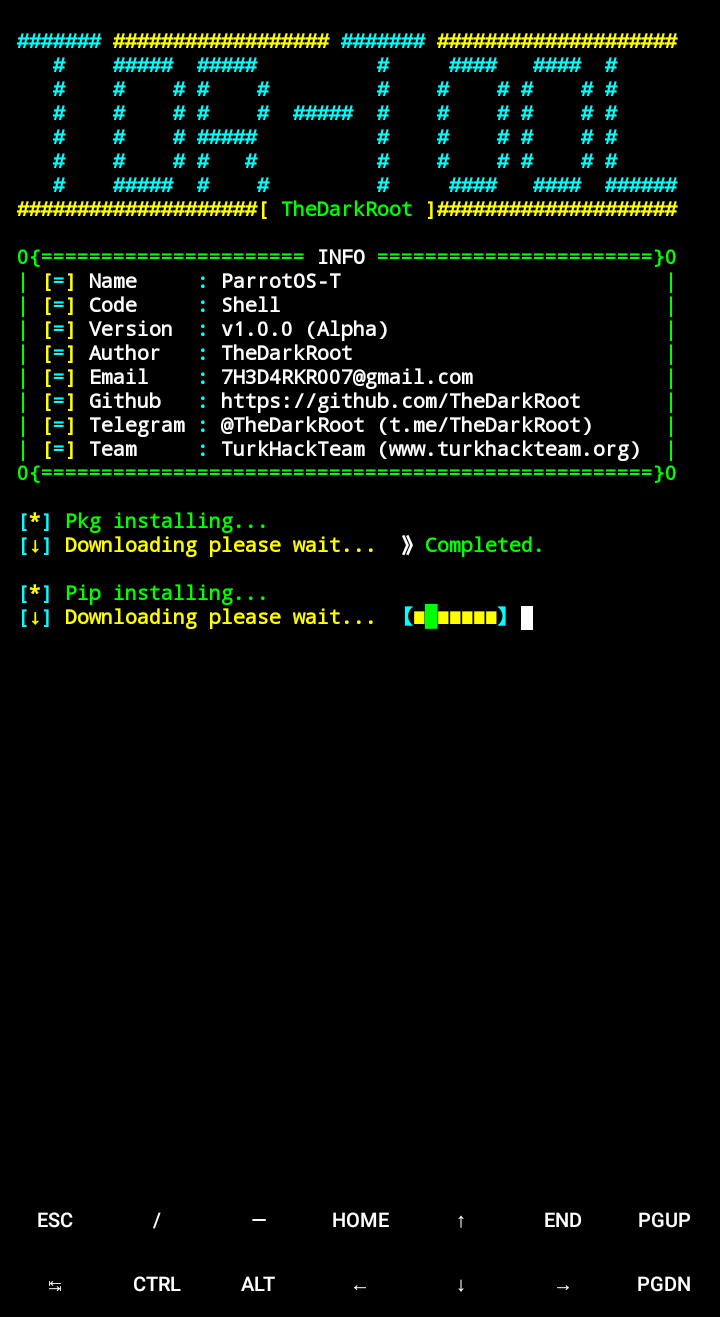 TOR-TOOL
[ TheDarkRoot ]
INFO
[=] Name : ParrotOS-T
[=] Code : Shell
[=] Version : v1.0.0 (Alpha)
[=] Author : TheDarkRoot
[=] Email : 7H3D4RKR007@gmail.com
[=] Github : https://github.com/TheDarkRoot
[=] Telegram : @TheDarkRoot (t.me/TheDarkRoot)
[=] Team : TurkHackTeam (www.turkhackteam.org)
[*] Pkg installing...
[↓] Downloading please wait... ⟫ Completed.
[*] Pip installing...
[↓] Downloading please wait... 【■■■■■■■】
ESC / — HOME ↑ END PGUP
↹ CTRL ALT ← ↓ → PGDN